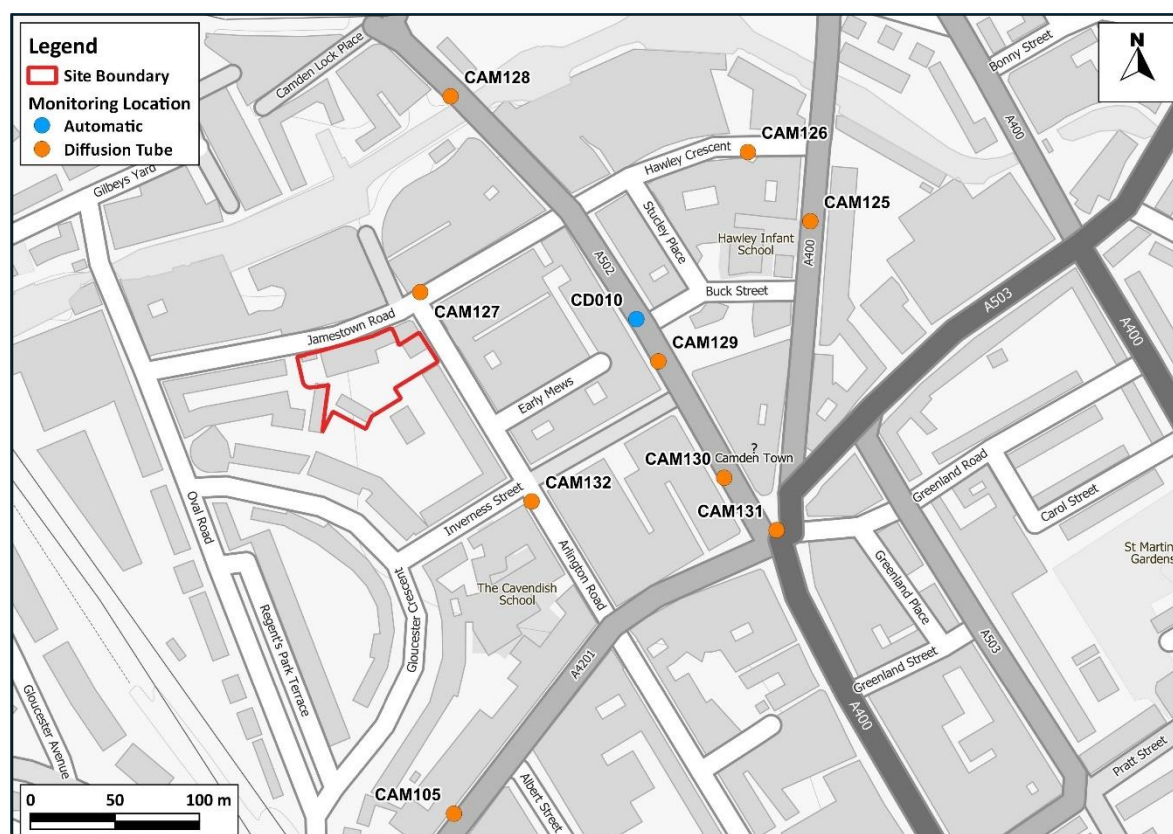 Legend
Site Boundary
Monitoring Location
Automatic
Diffusion Tube
N
Camden Lock Place
CAM128
Bonny Street
A400
A400
CAM126
Hawley Crescent
Gilbeys Yard
CAM125
Stucley Place
Hawley Infant
School
A502
A400
CAM127
Buck Street
CD010
A503
Jamestown Road
A400
CAM129
Early Mews
?
Camden Town
CAM130
CAM132
Greenland Road
Inverness Street
Carol Street
CAM131
Oval Road
Arlington Road
St Martin
Gardens
The Cavendish
School
Greenland Place
Gloucester Crescent
Regent's Park Terrace
A503
A4201
Greenland Street
Gloucester Avenue
A400
Pratt Street
CAM105
Albert Street
0 50 100 m